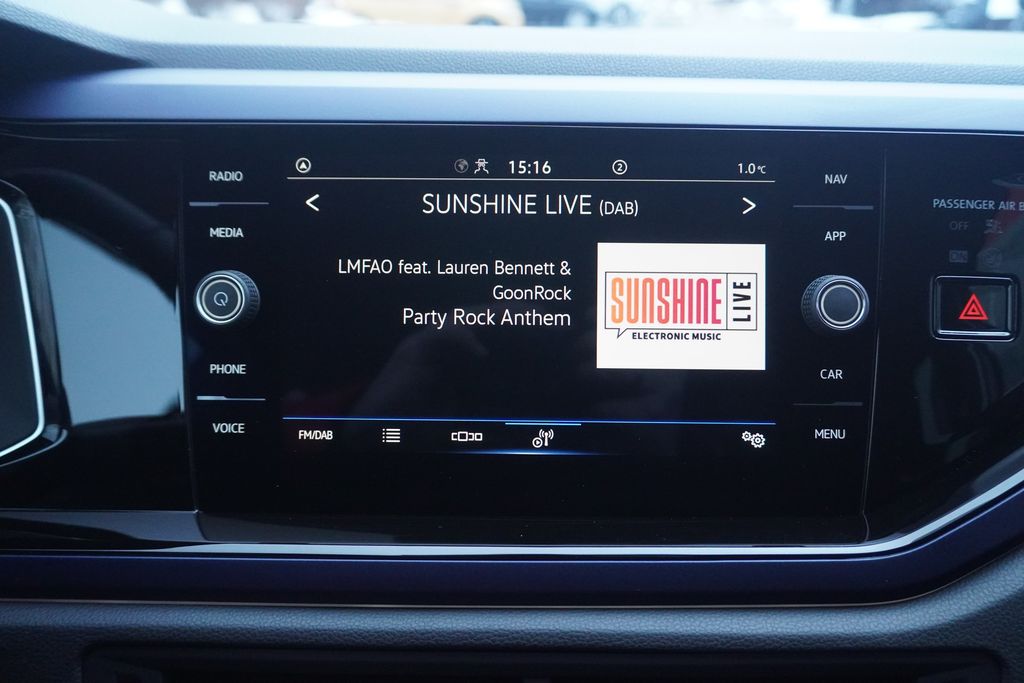 RADIO
MEDIA
PHONE
VOICE
15:16
2
1.0°C
SUNSHINE LIVE (DAB)
LMFAO feat. Lauren Bennett &
GoonRock
Party Rock Anthem
SUNSHINE
LIVE
ELECTRONIC MUSIC
FM/DAB
NAV
APP
CAR
MENU
PASSENGER AIR B
OFF
ON